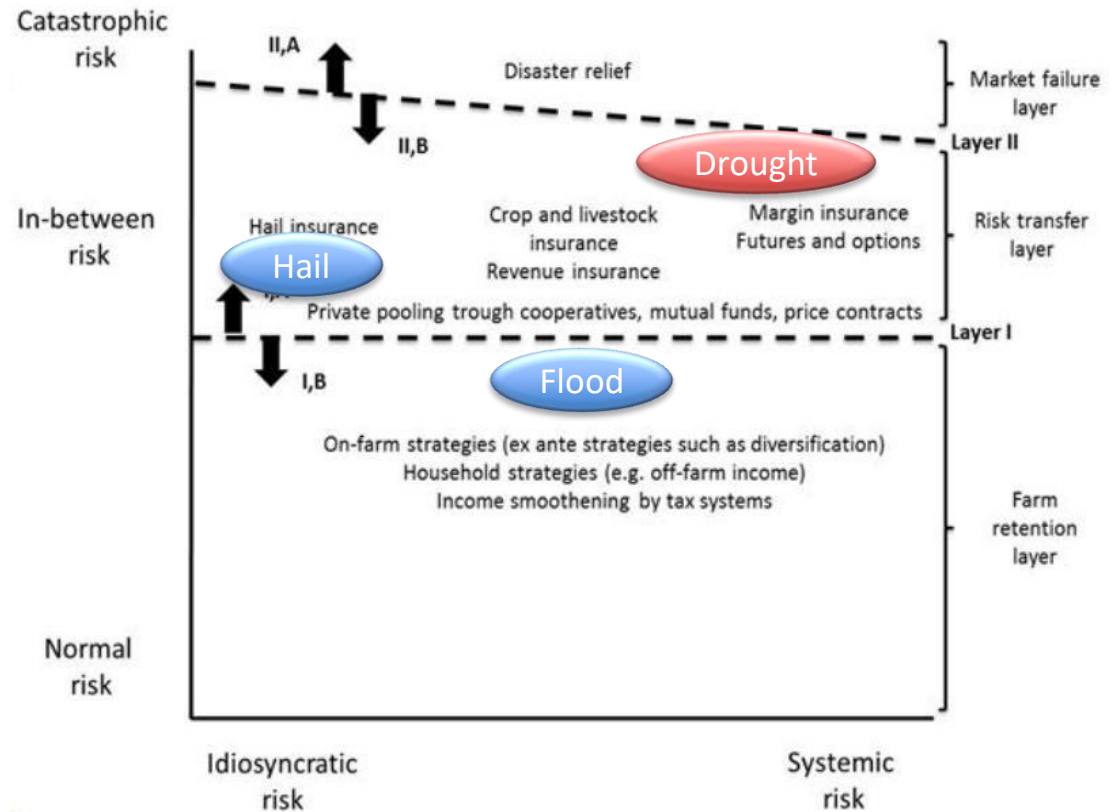 Catastrophic
risk
II,A
Disaster relief
Market failure
layer
II,B
Layer II
Drought
In-between
risk
Hail insurance
Crop and livestock
insurance
Revenue insurance
Margin insurance
Futures and options
Risk transfer
layer
Hail
Private pooling trough cooperatives, mutual funds, price contracts
Layer I
I,B
Flood
On-farm strategies (ex ante strategies such as diversification)
Household strategies (e.g. off-farm income)
Income smoothening by tax systems
Farm
retention
layer
Normal
risk
Idiosyncratic
risk
Systemic
risk